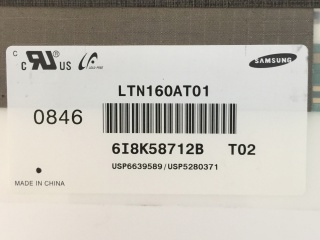 C US
SAMSUNG
LTN160AT01
0846
6I8K58712B T02
USP6639589/USP5280371
MADE IN CHINA